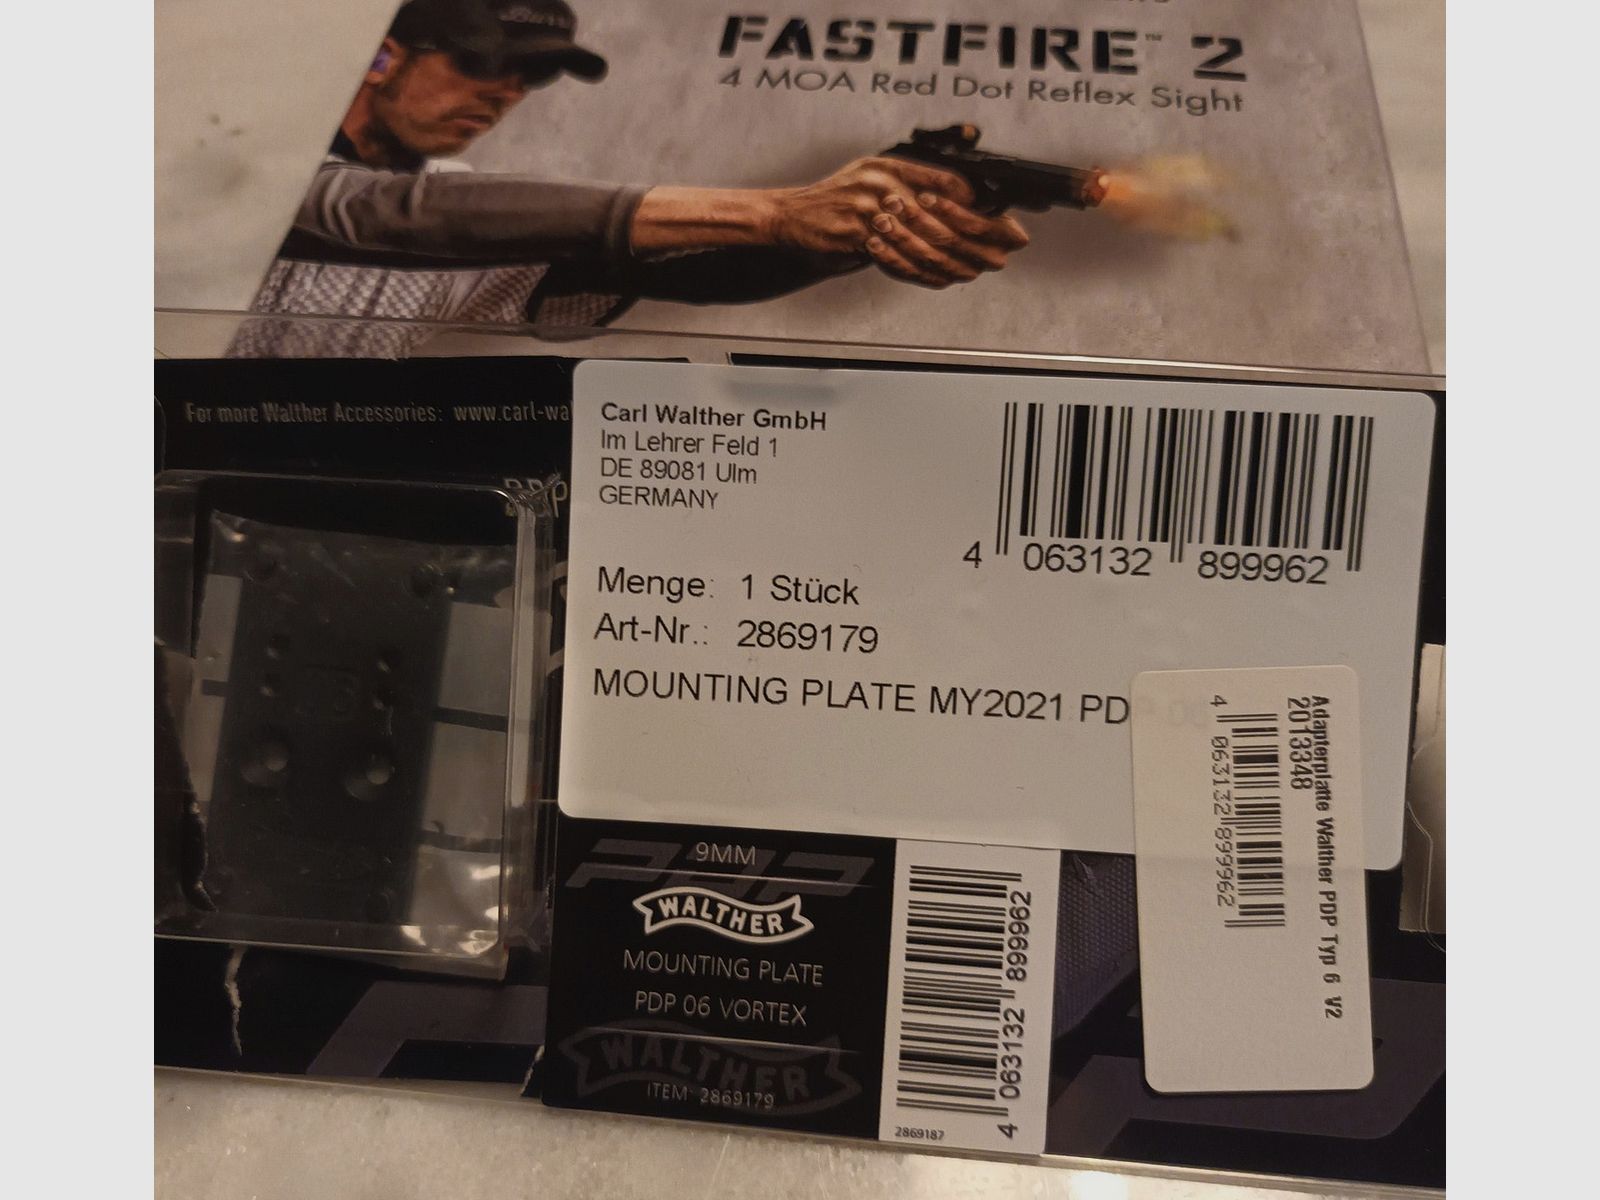 FASTFIRE™ 2
4 MOA Red Dot Reflex Sight
For more Walther Accessories: www.carl-wa
Carl Walther GmbH
Im Lehrer Feld 1
DE 89081 Ulm
GERMANY
4 063132 899962
Menge: 1 Stück
Art-Nr.: 2869179
MOUNTING PLATE MY2021 PD
Adapterplatte Walther PDP Typ 6 V2
2013348
4 063132 899962
PDP
9MM
WALTHER
MOUNTING PLATE
PDP 06 VORTEX
WALTHER
ITEM: 2869179
4 063132 899962
2869187